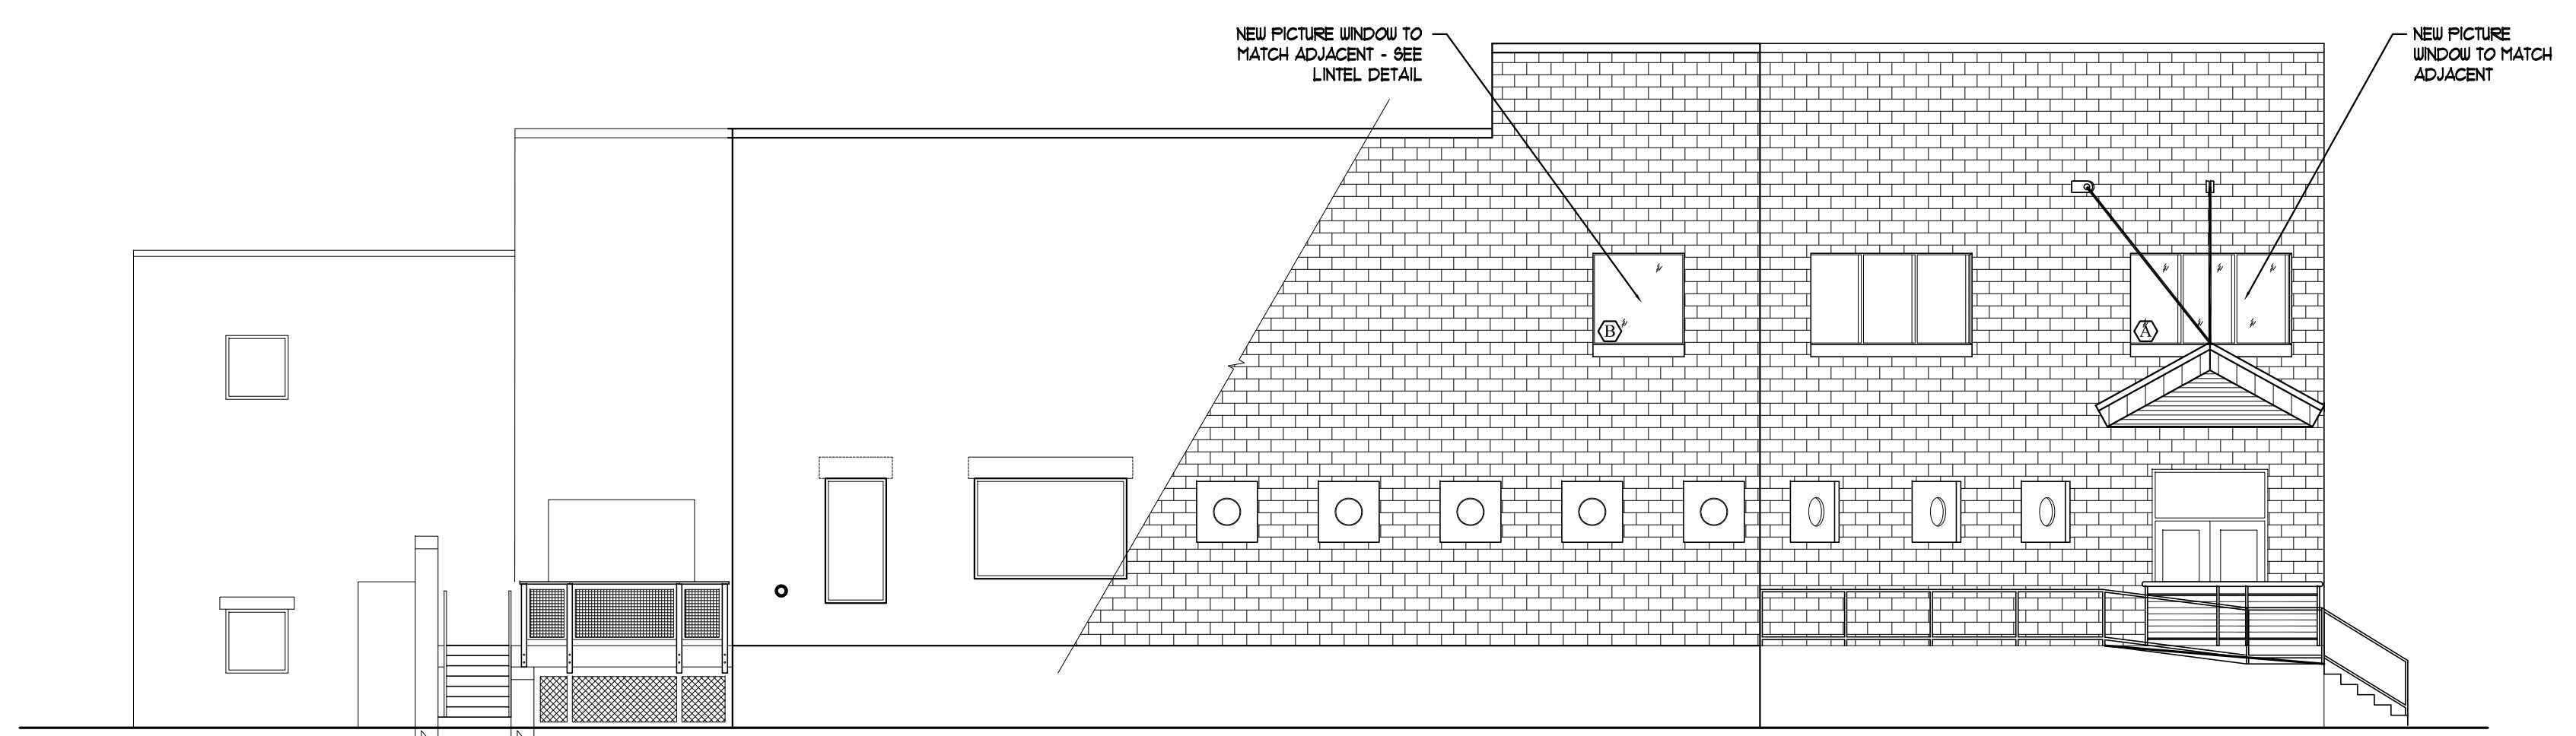 NEW PICTURE WINDOW TO
MATCH ADJACENT - SEE
LINTEL DETAIL
NEW PICTURE
WINDOW TO MATCH
ADJACENT
B
A